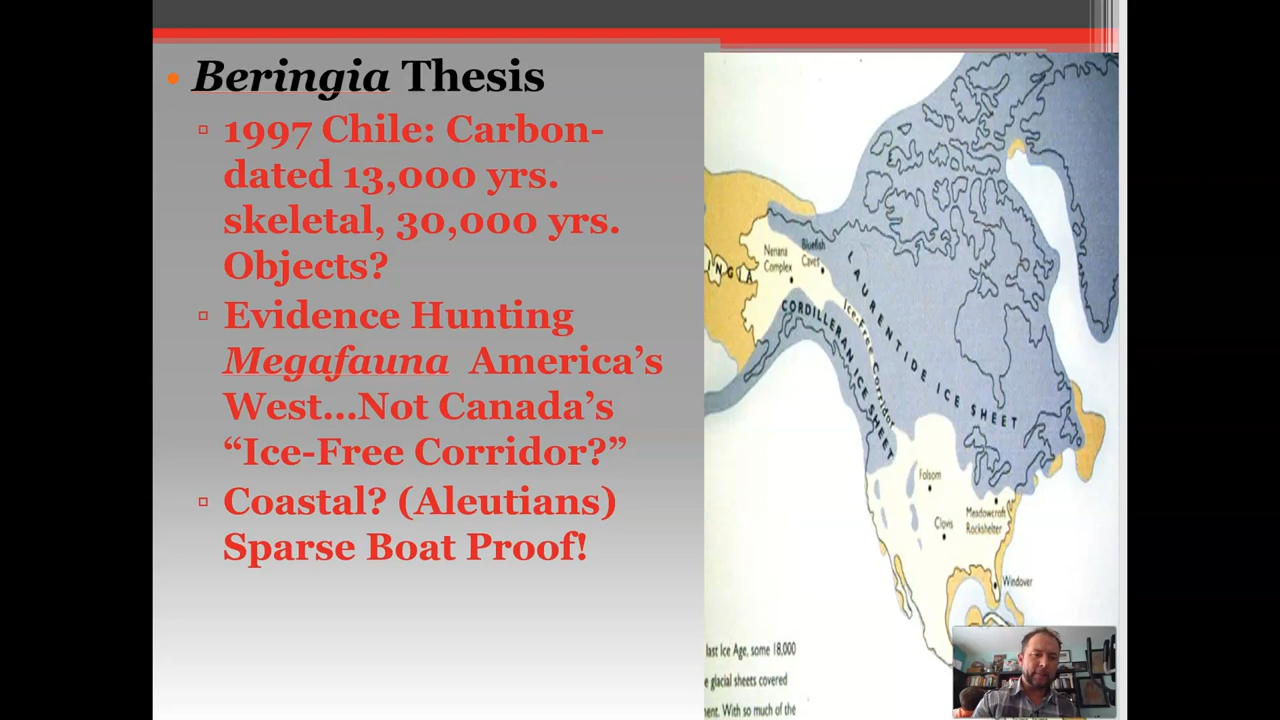 Beringia Thesis
1997 Chile: Carbon-
dated 13,000 yrs.
skeletal, 30,000 yrs.
Objects?
Evidence Hunting
Megafauna America’s
West...Not Canada’s
“Ice-Free Corridor?”
Coastal? (Aleutians)
Sparse Boat Proof!
INGIA
Nenana
Complex
Bluefish
Caves
LAURENTIDE ICE SHEET
CORDILLERAN ICE SHEET
Ice-Free Corridor
Folsom
Clovis
Meadowcroft
Rockshelter
Windover
last Ice Age, some 18,000
glacial sheets covered
With so much of the